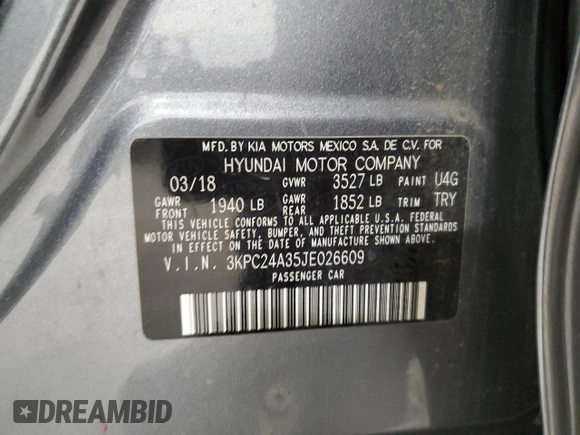 MFD. BY KIA MOTORS MEXICO S.A. DE C.V. FOR
HYUNDAI MOTOR COMPANY
03/18 GVWR 3527 LB PAINT U4G
GAWR FRONT 1940 LB GAWR REAR 1852 LB TRIM TRY
THIS VEHICLE CONFORMS TO ALL APPLICABLE U.S.A. FEDERAL
MOTOR VEHICLE SAFETY, BUMPER, AND THEFT PREVENTION STANDARDS
IN EFFECT ON THE DATE OF MANUFACTURE SHOWN ABOVE.
V.I.N. 3KPC24A35JE026609
PASSENGER CAR
DREAMBID